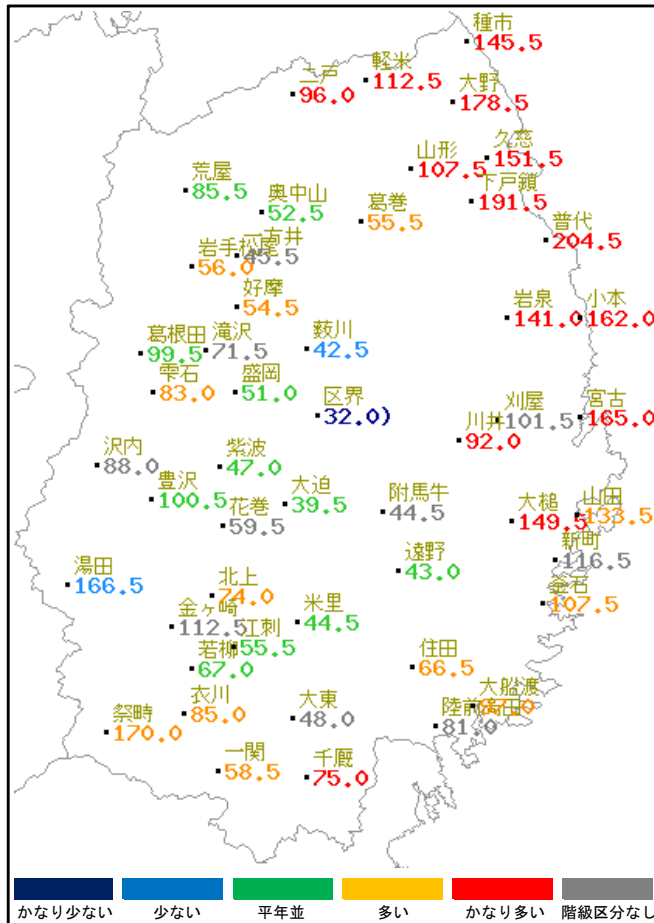 種市
145.5
軽米
112.5
二戸
96.0
大野
178.5
久慈
151.5
山形
107.5
下戸鎖
191.5
荒屋
85.5
奥中山
52.5
葛巻
55.5
普代
204.5
一方井
45.5
岩手松尾
56.0
好摩
54.5
岩泉
141.0
小本
162.0
葛根田
99.5
滝沢
71.5
薮川
42.5
雫石
83.0
盛岡
51.0
区界
32.0)
刈屋
101.5
宮古
165.0
川井
92.0
沢内
88.0
紫波
47.0
豊沢
100.5
大迫
39.5
花巻
59.5
附馬牛
44.5
大槌
149.5
山田
133.5
新町
116.5
遠野
43.0
湯田
166.5
北上
74.0
釜石
107.5
金ヶ崎
112.5
米里
44.5
江刺
55.5
若柳
67.0
住田
66.5
衣川
85.0
大東
48.0
大船渡
陸前高田
81.0
祭畤
170.0
一関
58.5
千厩
75.0
かなり少ない 少ない 平年並 多い かなり多い 階級区分なし